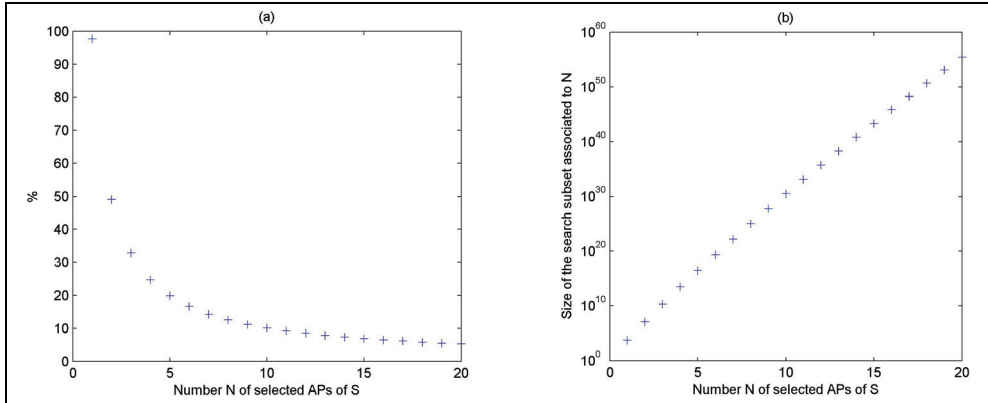 (a)
100
90
80
70
60
50
40
30
20
10
0
%
0 5 10 15 20
Number N of selected APs of S
(b)
10^60
10^50
10^40
10^30
10^20
10^10
10^0
Size of the search subset associated to N
0 5 10 15 20
Number N of selected APs of S